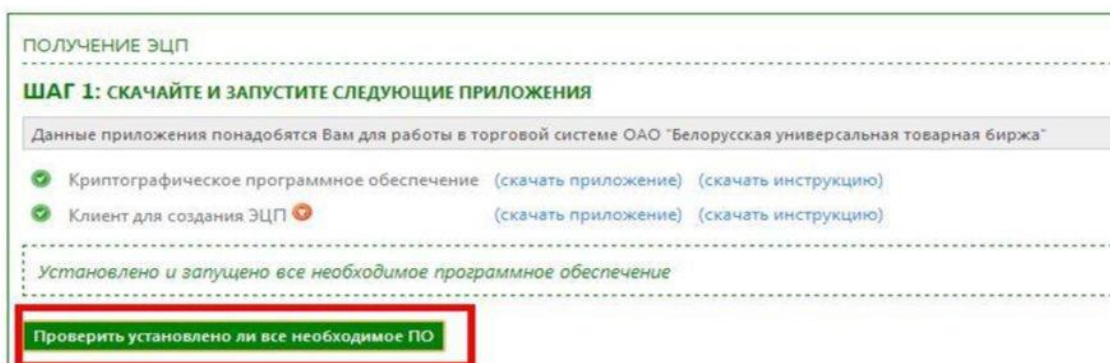 ПОЛУЧЕНИЕ ЭЦП
ШАГ 1: СКАЧАЙТЕ И ЗАПУСТИТЕ СЛЕДУЮЩИЕ ПРИЛОЖЕНИЯ
Данные приложения понадобятся Вам для работы в торговой системе ОАО "Белорусская универсальная товарная биржа"
Криптографическое программное обеспечение (скачать приложение) (скачать инструкцию)
Клиент для создания ЭЦП (скачать приложение) (скачать инструкцию)
Установлено и запущено все необходимое программное обеспечение
Проверить установлено ли все необходимое ПО